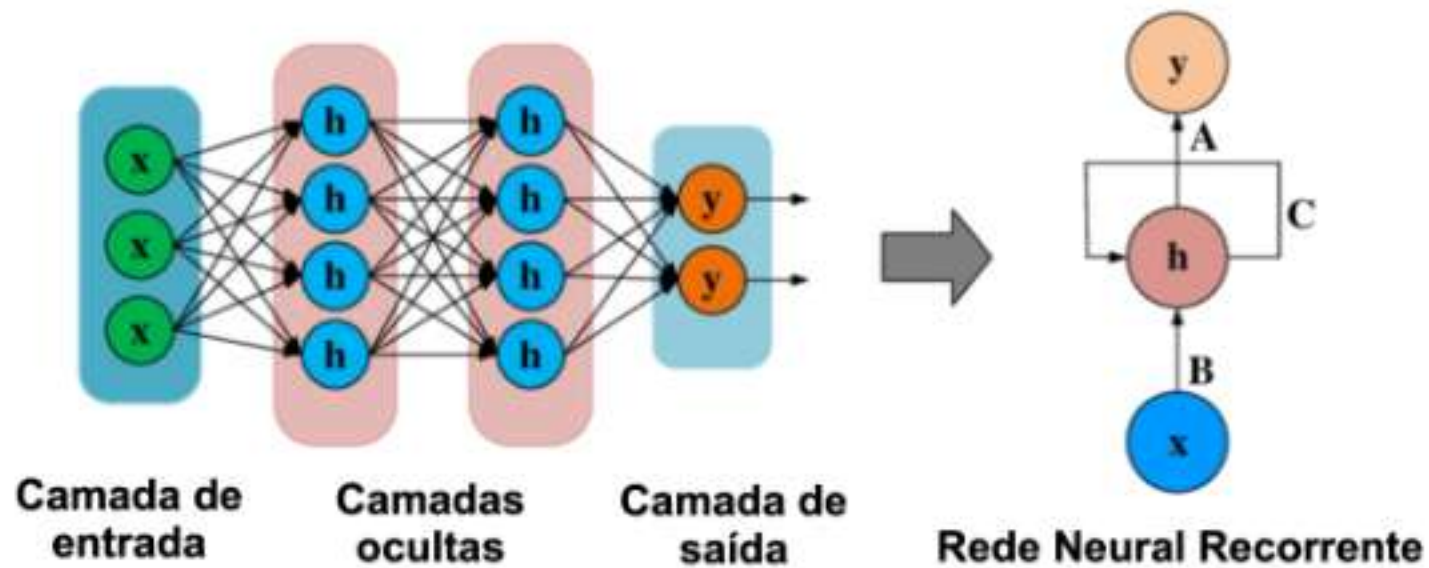 x
x
x
h
h
h
h
h
h
h
h
y
y
Camada de
entrada
Camadas
ocultas
Camada de
saída
y
A
C
h
B
x
Rede Neural Recorrente